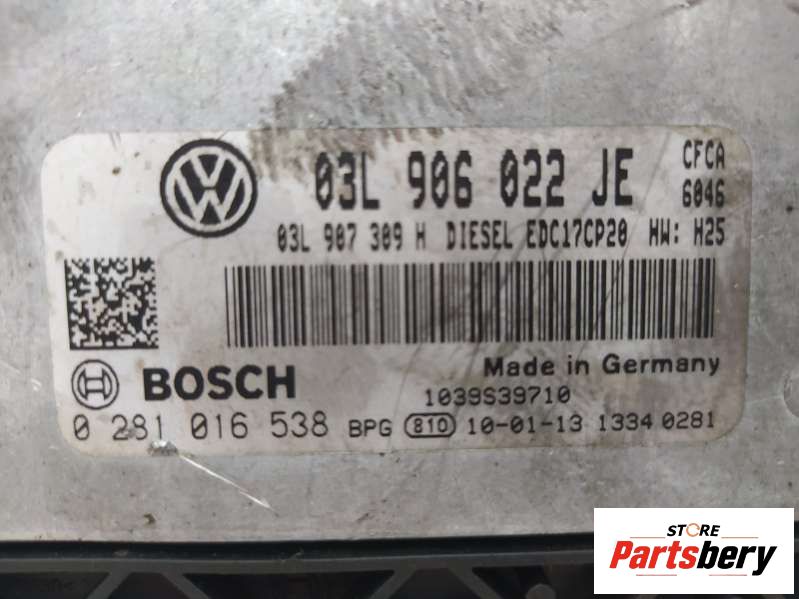 03L 906 022 JE
CFCA
6046
03L 907 309 H DIESEL EDC17CP20 HW: H25
Made in Germany
BOSCH
1039S39710
0 281 016 538 BPG 810 10-01-13 1334 0281
STORE
Partsbery